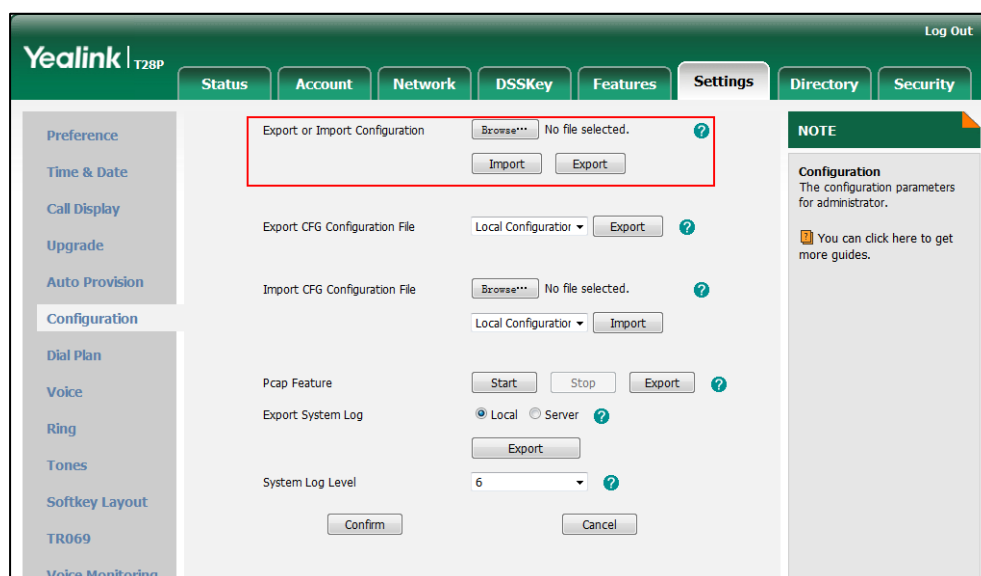 Log Out
Yealink T28P
Status Account Network DSSKey Features Settings Directory Security
Preference
Time & Date
Call Display
Upgrade
Auto Provision
Configuration
Dial Plan
Voice
Ring
Tones
Softkey Layout
TR069
Voice Monitoring
Export or Import Configuration Browse... No file selected. ?
Import Export
Export CFG Configuration File Local Configuration Export ?
Import CFG Configuration File Browse... No file selected. ?
Local Configuration Import
Pcap Feature Start Stop Export ?
Export System Log Local Server ?
Export
System Log Level 6 ?
Confirm Cancel
NOTE
Configuration
The configuration parameters
for administrator.
? You can click here to get
more guides.